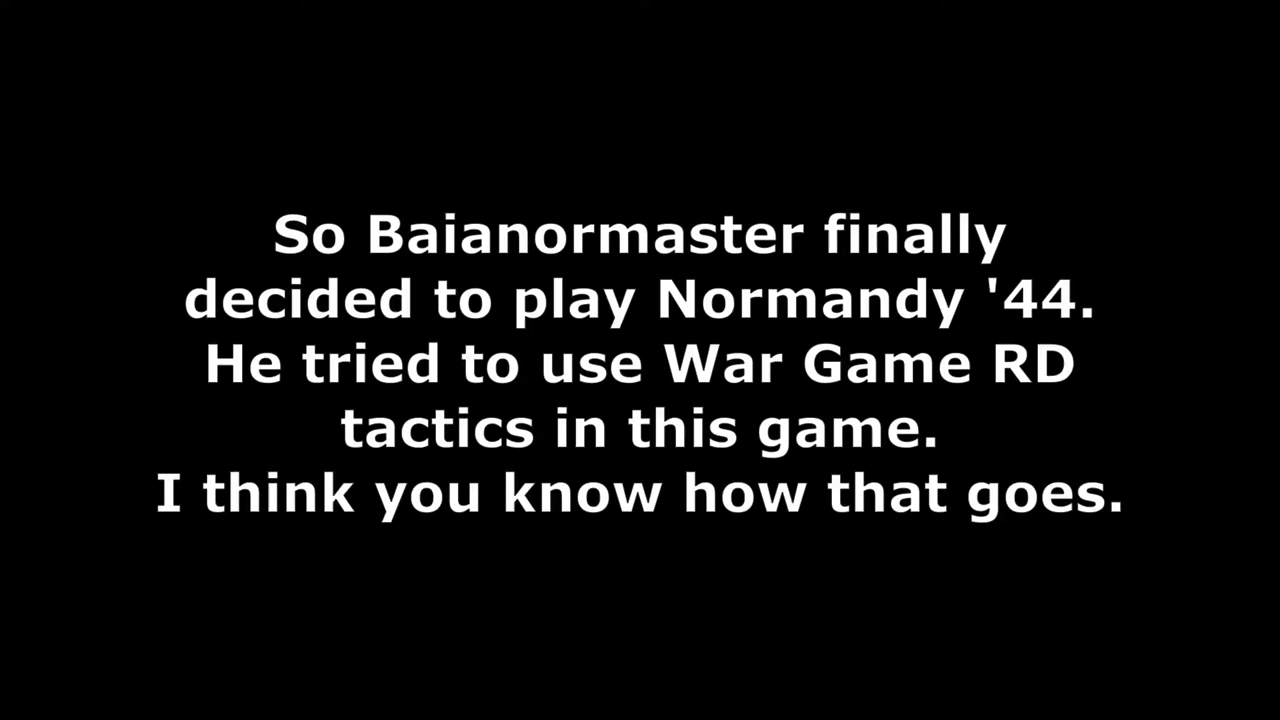 So Baianormaster finally
decided to play Normandy '44.
He tried to use War Game RD
tactics in this game.
I think you know how that goes.